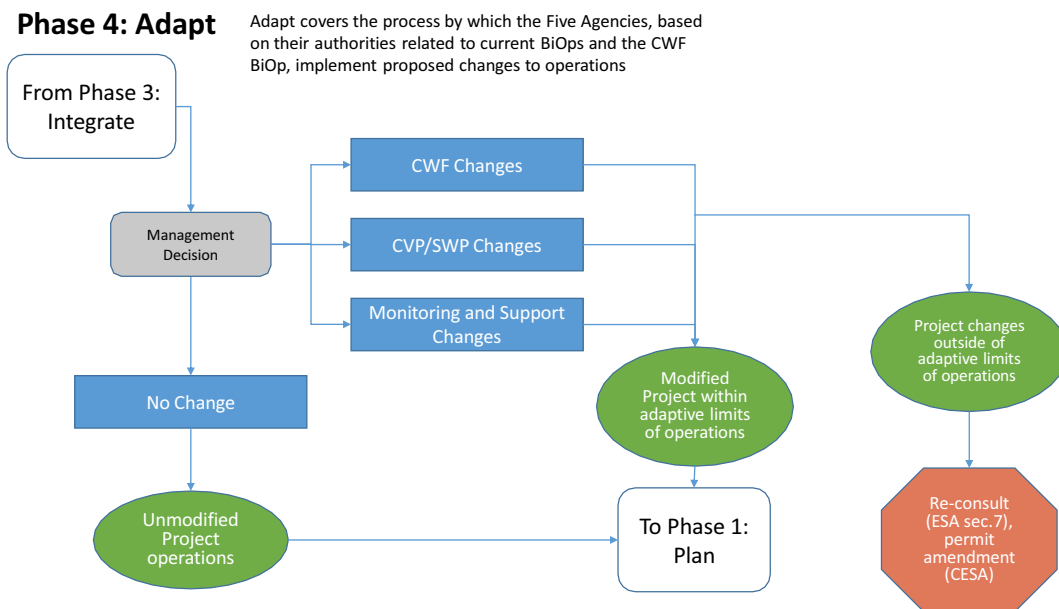 Phase 4: Adapt
Adapt covers the process by which the Five Agencies, based
on their authorities related to current BiOps and the CWF
BiOp, implement proposed changes to operations
From Phase 3:
Integrate
CWF Changes
Management
Decision
CVP/SWP Changes
Monitoring and Support
Changes
Project changes
outside of
adaptive limits
of operations
No Change
Modified
Project within
adaptive limits
of operations
Unmodified
Project
operations
To Phase 1:
Plan
Re-consult
(ESA sec.7),
permit
amendment
(CESA)